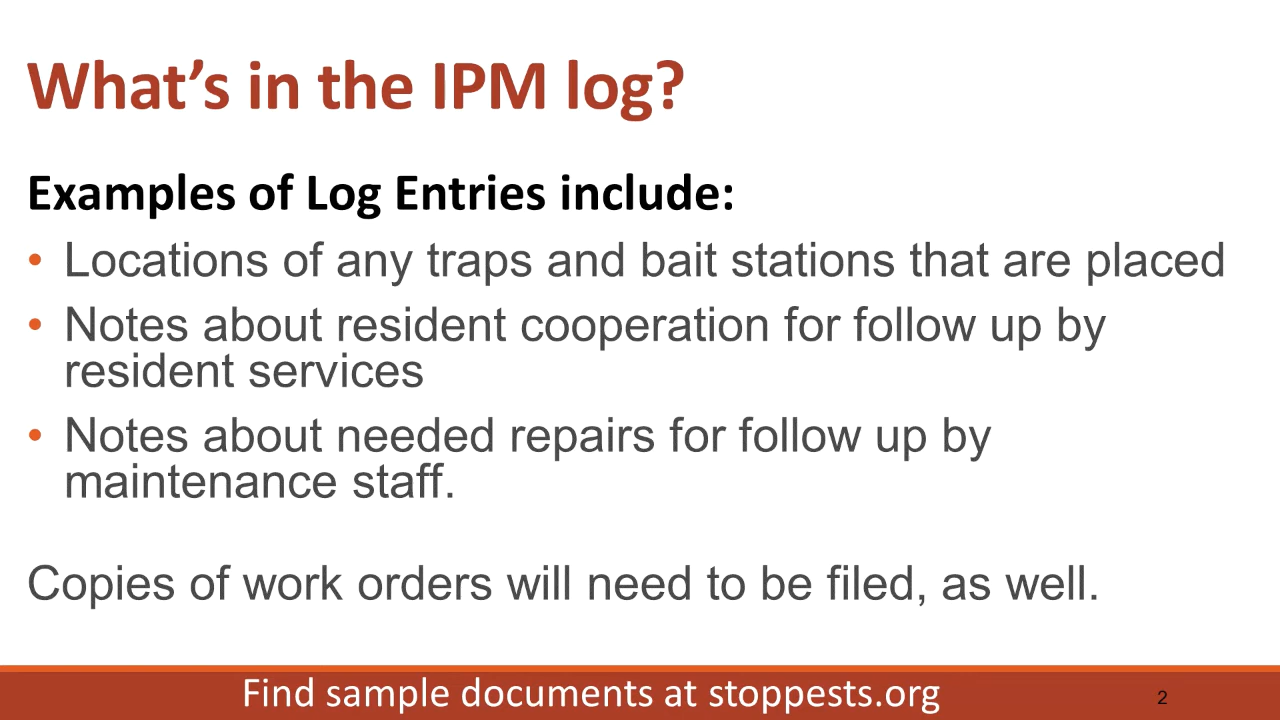 What's in the IPM log?
Examples of Log Entries include:
• Locations of any traps and bait stations that are placed
• Notes about resident cooperation for follow up by
resident services
• Notes about needed repairs for follow up by
maintenance staff.
Copies of work orders will need to be filed, as well.
Find sample documents at stoppests.org
2